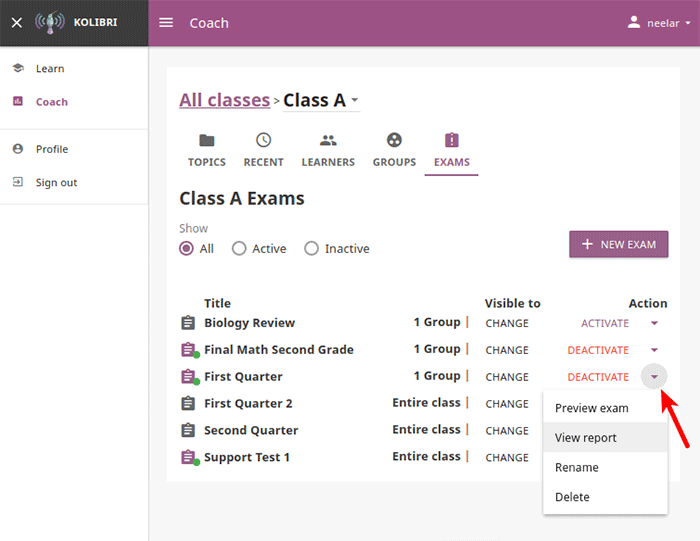 KOLIBRI
Coach
neelar
Learn
Coach
Profile
Sign out
All classes > Class A
TOPICS
RECENT
LEARNERS
GROUPS
EXAMS
Class A Exams
Show
All
Active
Inactive
+ NEW EXAM
Title Visible to Action
Biology Review 1 Group | CHANGE ACTIVATE
Final Math Second Grade 1 Group | CHANGE DEACTIVATE
First Quarter 1 Group | CHANGE DEACTIVATE
First Quarter 2 Entire class | CHANGE
Second Quarter Entire class | CHANGE
Support Test 1 Entire class | CHANGE
Preview exam
View report
Rename
Delete